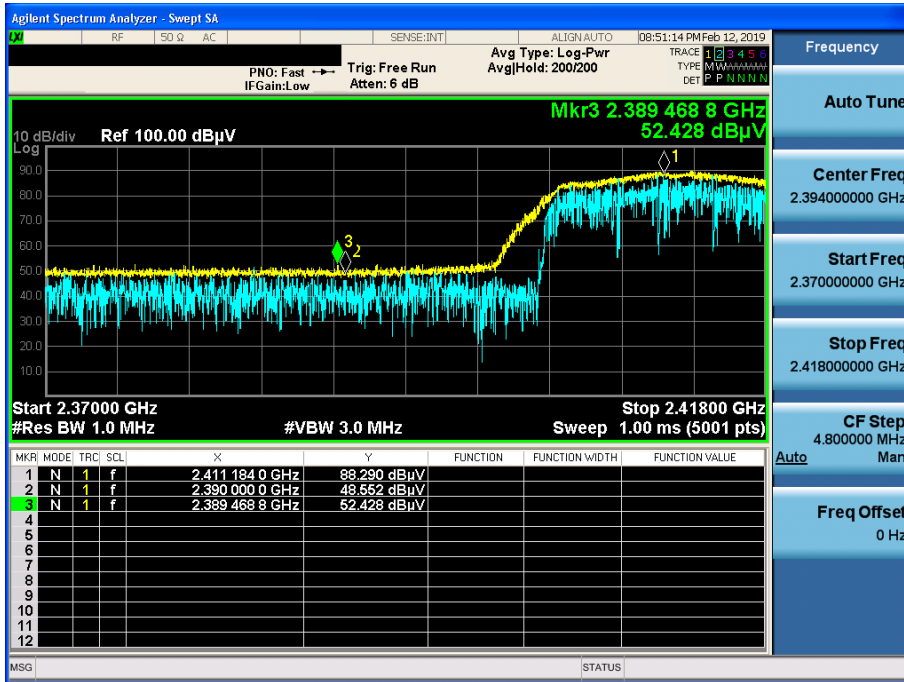 Agilent Spectrum Analyzer - Swept SA
LXI RF 50 Ω AC SENSE:INT ALIGN AUTO 08:51:14 PM Feb 12, 2019
PNO: Fast
IFGain:Low
Trig: Free Run
Atten: 6 dB
Avg Type: Log-Pwr
Avg|Hold: 200/200
TRACE 1 2 3 4 5 6
TYPE M W
DET P P N N N N
Mkr3 2.389 468 8 GHz
52.428 dBµV
10 dB/div Ref 100.00 dBµV
Log
90.0
80.0
70.0
60.0
50.0
40.0
30.0
20.0
10.0
1
3
2
Start 2.37000 GHz Stop 2.41800 GHz
#Res BW 1.0 MHz #VBW 3.0 MHz Sweep 1.00 ms (5001 pts)
MKR MODE TRC SCL X Y FUNCTION FUNCTION WIDTH FUNCTION VALUE
1 N 1 f 2.411 184 0 GHz 88.290 dBµV
2 N 1 f 2.390 000 0 GHz 48.552 dBµV
3 N 1 f 2.389 468 8 GHz 52.428 dBµV
4
5
6
7
8
9
10
11
12
MSG STATUS
Frequency
Auto Tune
Center Freq
2.394000000 GHz
Start Freq
2.370000000 GHz
Stop Freq
2.418000000 GHz
CF Step
4.800000 MHz
Auto Man
Freq Offset
0 Hz